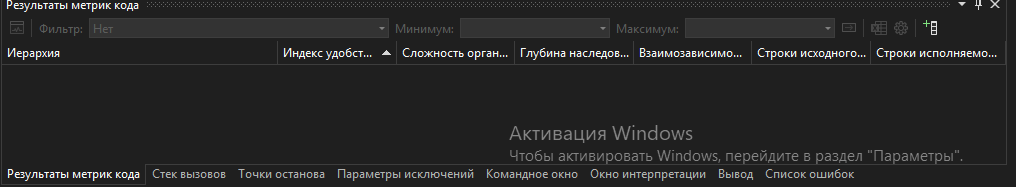 Результаты метрик кода
Фильтр: Нет Минимум: Максимум:
Иерархия Индекс удобст... Сложность орган... Глубина наследов... Взаимозависимо... Строки исходного... Строки исполняемо...
Активация Windows
Чтобы активировать Windows, перейдите в раздел "Параметры".
Результаты метрик кода Стек вызовов Точки останова Параметры исключений Командное окно Окно интерпретации Вывод Список ошибок